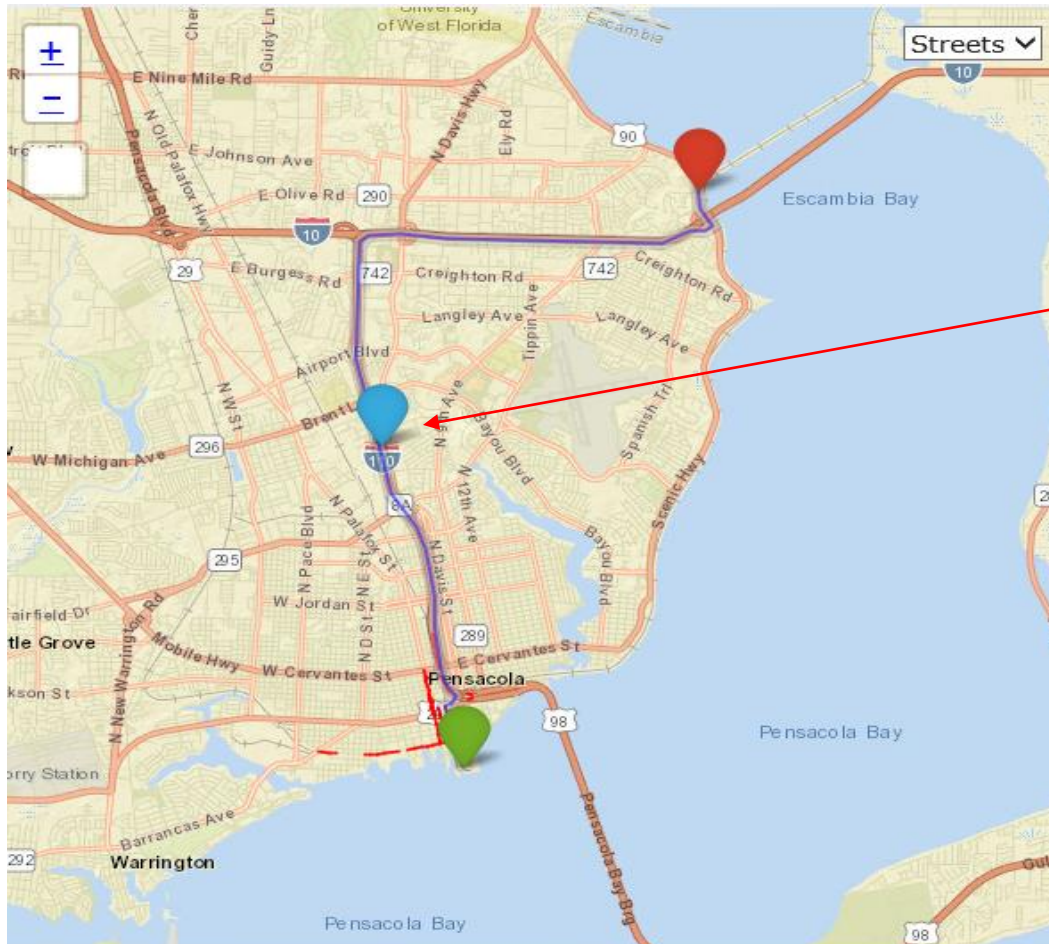 University
of West Florida
Escambia
+
−
Streets
Guidy Ln
10
E Nine Mile Rd
N Davis Hwy
Ely Rd
90
N Old Palafox Hwy
Pensacola Blvd
E Johnson Ave
E Olive Rd
290
Escambia Bay
10
29
E Burgess Rd
742
Creighton Rd
742
Creighton Rd
Langley Ave
Langley Ave
Tippin Ave
Airport Blvd
N W St
Brent
Bayou Blvd
Spanish Trl
296
W Michigan Ave
110
N 12th Ave
Scenic Hwy
8A
N Palafox St
N Pace Blvd
295
N E St
N D St
N Davis St
Bayou Blvd
W Jordan St
Fairfield
tle Grove
289
Mobile Hwy
W Cervantes St
E Cervantes St
kson St
N New Warrington Rd
Pensacola
98
Pensacola Bay
orry Station
Barrancas Ave
Pensacola Bay Brg
292
Warrington
Pensacola Bay
98